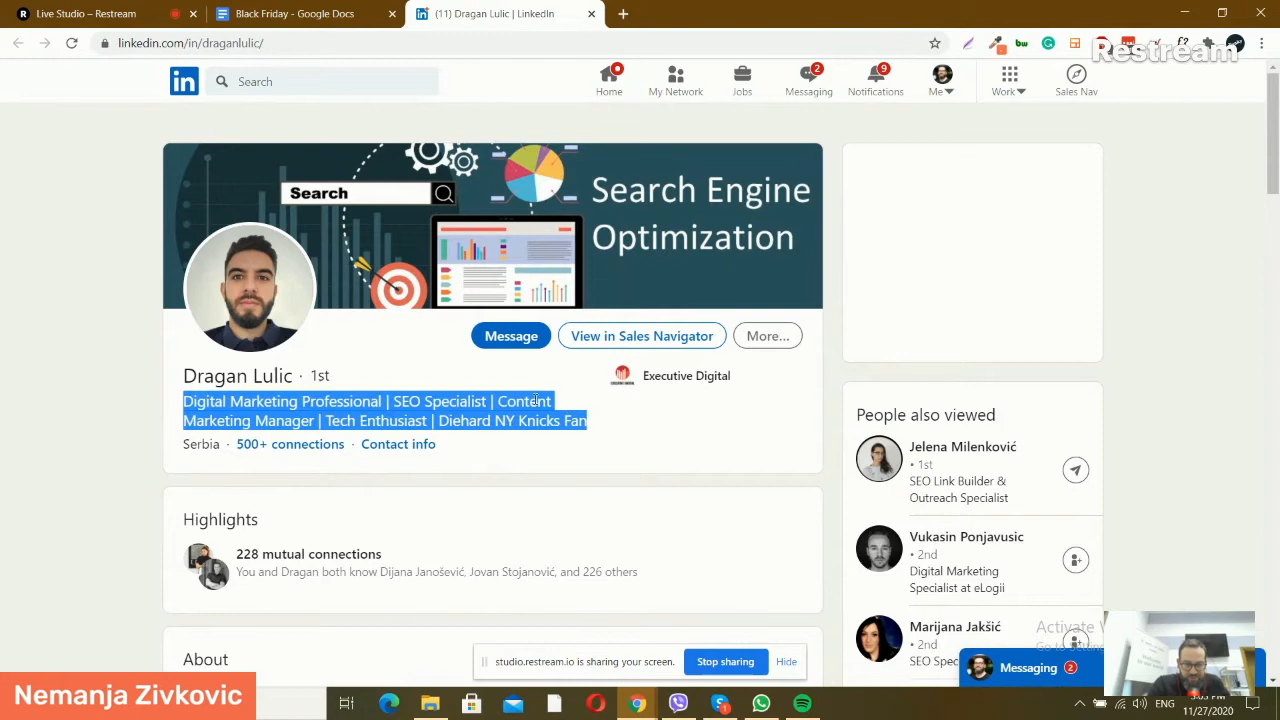 Live Studio – Restream
Black Friday - Google Docs
(11) Dragan Lulic | LinkedIn
linkedin.com/in/draganlulic/
Restream
Search
Home
My Network
Jobs
2
Messaging
9
Notifications
Me
Work
Sales Nav
Search
Search Engine
Optimization
Message
View in Sales Navigator
More...
Dragan Lulic · 1st
Executive Digital
Digital Marketing Professional | SEO Specialist | Content
Marketing Manager | Tech Enthusiast | Diehard NY Knicks Fan
Serbia · 500+ connections · Contact info
Highlights
228 mutual connections
You and Dragan both know Dijana Janošević, Jovan Stojanović, and 226 others
About
People also viewed
Jelena Milenković
• 1st
SEO Link Builder &
Outreach Specialist
Vukasin Ponjavusic
• 2nd
Digital Marketing
Specialist at eLogii
Marijana Jakšić
• 2nd
SEO
Activate
Messaging 2
studio.restream.io is sharing your screen.
Stop sharing
Hide
Nemanja Zivkovic
ENG
11/27/2020